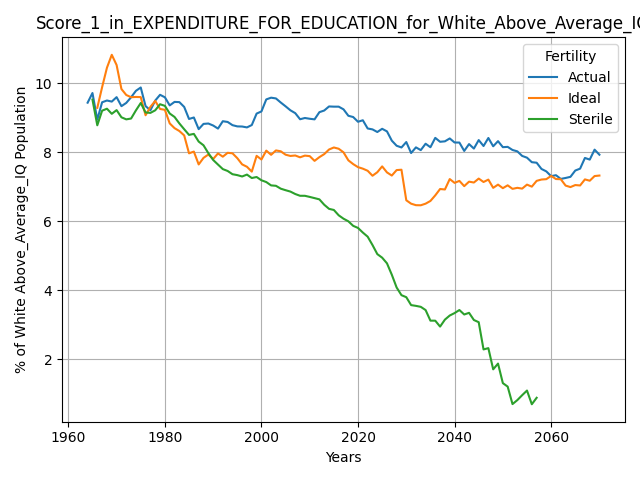 Score_1_in_EXPENDITURE_FOR_EDUCATION_for_White_Above_Average_IQ
Fertility
Actual
Ideal
Sterile
% of White Above_Average_IQ Population
10
8
6
4
2
1960
1980
2000
2020
2040
2060
Years